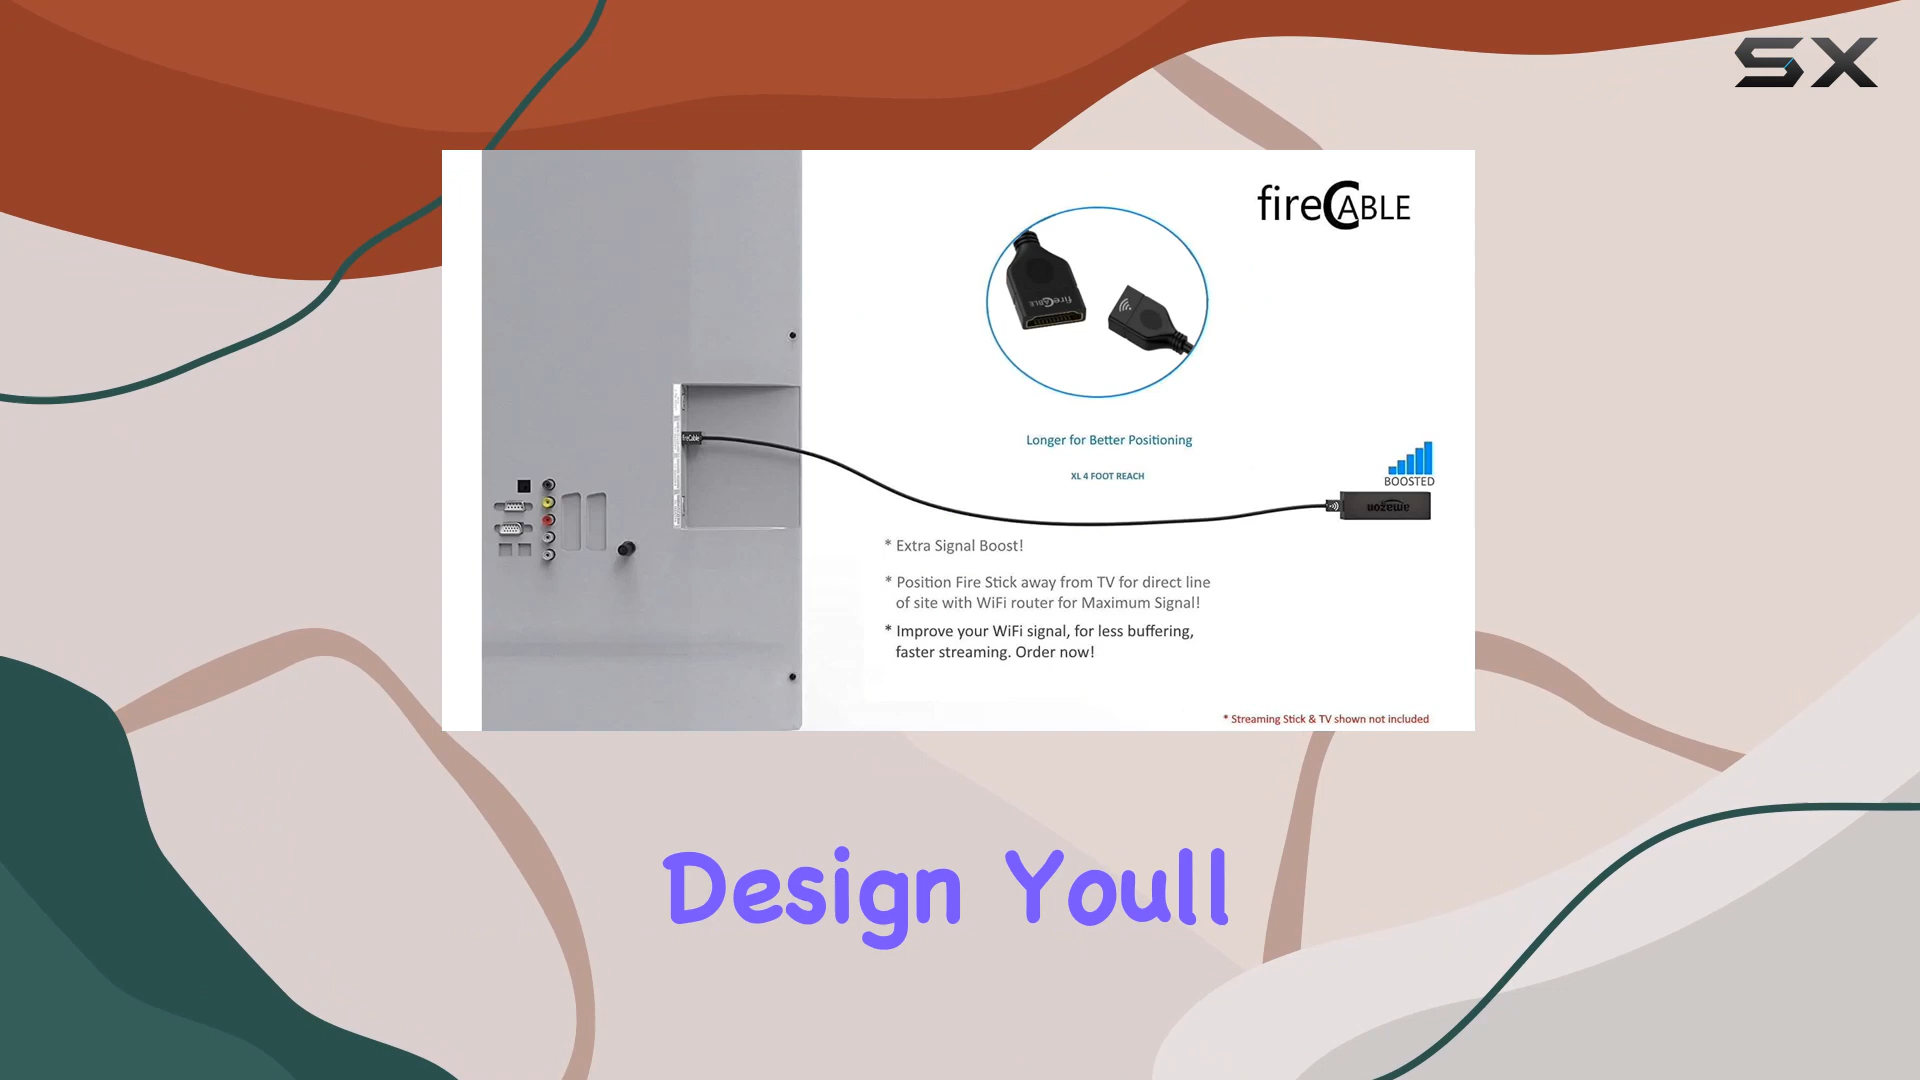 SX
fireCABLE
fireCABLE
Longer for Better Positioning
XL 4 FOOT REACH
BOOSTED
fireCable
amazon
* Extra Signal Boost!
* Position Fire Stick away from TV for direct line
of site with WiFi router for Maximum Signal!
* Improve your WiFi signal, for less buffering,
faster streaming. Order now!
* Streaming Stick & TV shown not included
Design Youll